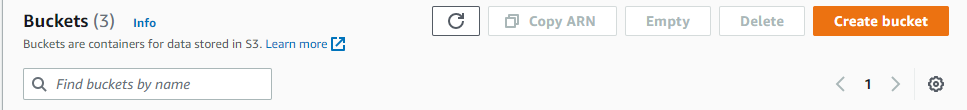 Buckets (3) Info
Copy ARN
Empty
Delete
Create bucket
Buckets are containers for data stored in S3. Learn more
Find buckets by name
1